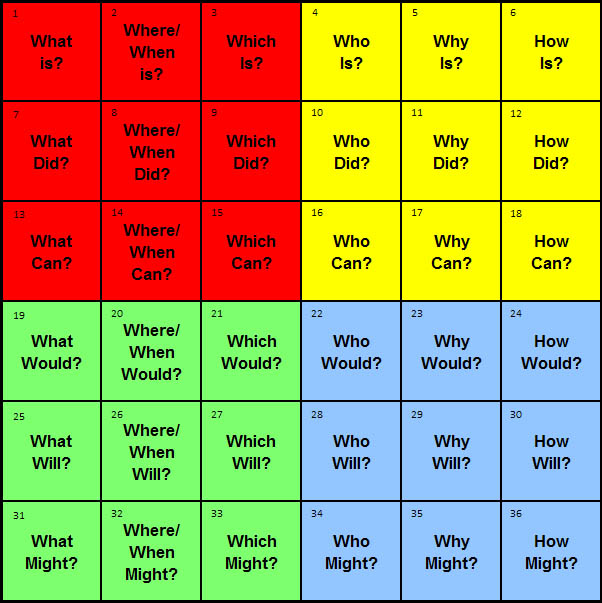 1
What
is?
2
Where/
When
is?
3
Which
Is?
4
Who
Is?
5
Why
Is?
6
How
Is?
7
What
Did?
8
Where/
When
Did?
9
Which
Did?
10
Who
Did?
11
Why
Did?
12
How
Did?
13
What
Can?
14
Where/
When
Can?
15
Which
Can?
16
Who
Can?
17
Why
Can?
18
How
Can?
19
What
Would?
20
Where/
When
Would?
21
Which
Would?
22
Who
Would?
23
Why
Would?
24
How
Would?
25
What
Will?
26
Where/
When
Will?
27
Which
Will?
28
Who
Will?
29
Why
Will?
30
How
Will?
31
What
Might?
32
Where/
When
Might?
33
Which
Might?
34
Who
Might?
35
Why
Might?
36
How
Might?